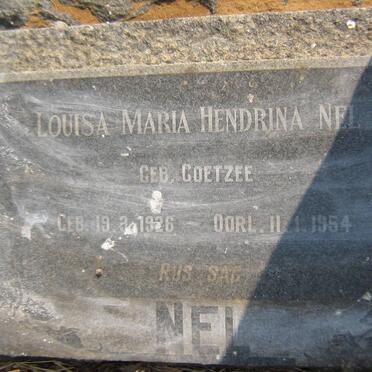 LOUISA MARIA HENDRINA NEL
GEB. COETZEE
GEB. 19.2.1926 OORL. 11.1.1954
RUS SAG
NEL